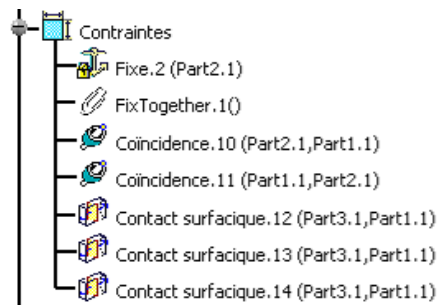 Contraintes
Fixe.2 (Part2.1)
FixTogether.1()
Coïncidence.10 (Part2.1,Part1.1)
Coïncidence.11 (Part1.1,Part2.1)
Contact surfacique.12 (Part3.1,Part1.1)
Contact surfacique.13 (Part3.1,Part1.1)
Contact surfacique.14 (Part3.1,Part1.1)